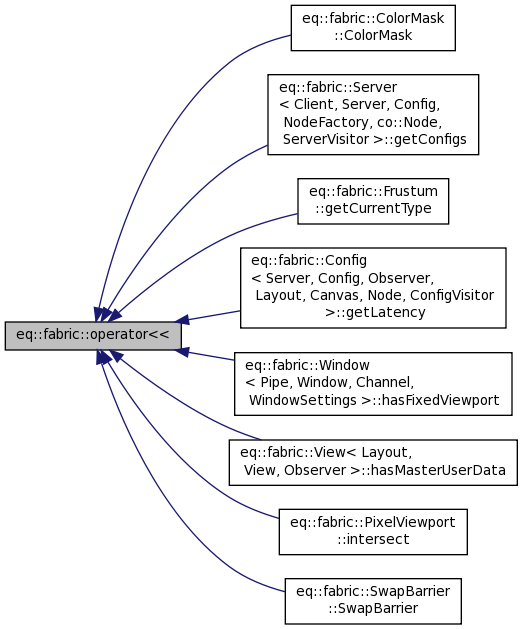 eq::fabric::ColorMask
::ColorMask
eq::fabric::Server
< Client, Server, Config,
NodeFactory, co::Node,
ServerVisitor >::getConfigs
eq::fabric::Frustum
::getCurrentType
eq::fabric::Config
< Server, Config, Observer,
Layout, Canvas, Node, ConfigVisitor
>::getLatency
eq::fabric::operator<<
eq::fabric::Window
< Pipe, Window, Channel,
WindowSettings >::hasFixedViewport
eq::fabric::View< Layout,
View, Observer >::hasMasterUserData
eq::fabric::PixelViewport
::intersect
eq::fabric::SwapBarrier
::SwapBarrier